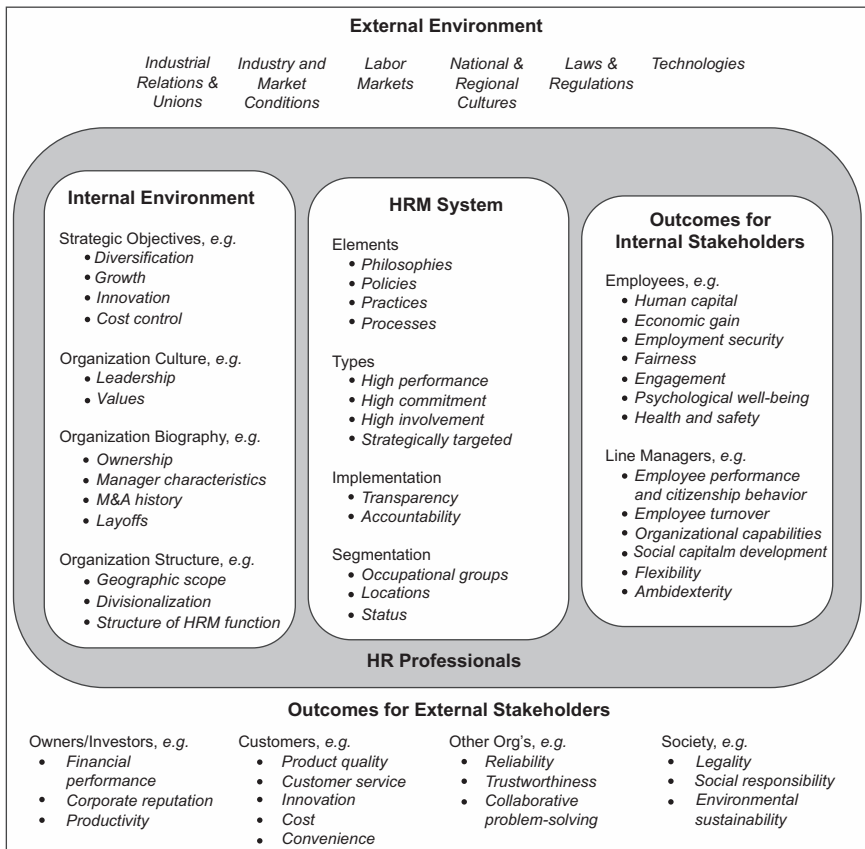 External Environment
Industrial
Relations &
Unions
Industry and
Market
Conditions
Labor
Markets
National &
Regional
Cultures
Laws &
Regulations
Technologies
Internal Environment
Strategic Objectives, e.g.
• Diversification
• Growth
• Innovation
• Cost control
Organization Culture, e.g.
• Leadership
• Values
Organization Biography, e.g.
• Ownership
• Manager characteristics
• M&A history
• Layoffs
Organization Structure, e.g.
• Geographic scope
• Divisionalization
• Structure of HRM function
HRM System
Elements
• Philosophies
• Policies
• Practices
• Processes
Types
• High performance
• High commitment
• High involvement
• Strategically targeted
Implementation
• Transparency
• Accountability
Segmentation
• Occupational groups
• Locations
• Status
Outcomes for
Internal Stakeholders
Employees, e.g.
• Human capital
• Economic gain
• Employment security
• Fairness
• Engagement
• Psychological well-being
• Health and safety
Line Managers, e.g.
• Employee performance
and citizenship behavior
• Employee turnover
• Organizational capabilities
• Social capitalm development
• Flexibility
• Ambidexterity
HR Professionals
Outcomes for External Stakeholders
Owners/Investors, e.g.
• Financial
performance
• Corporate reputation
• Productivity
Customers, e.g.
• Product quality
• Customer service
• Innovation
• Cost
• Convenience
Other Org's, e.g.
• Reliability
• Trustworthiness
• Collaborative
problem-solving
Society, e.g.
• Legality
• Social responsibility
• Environmental
sustainability